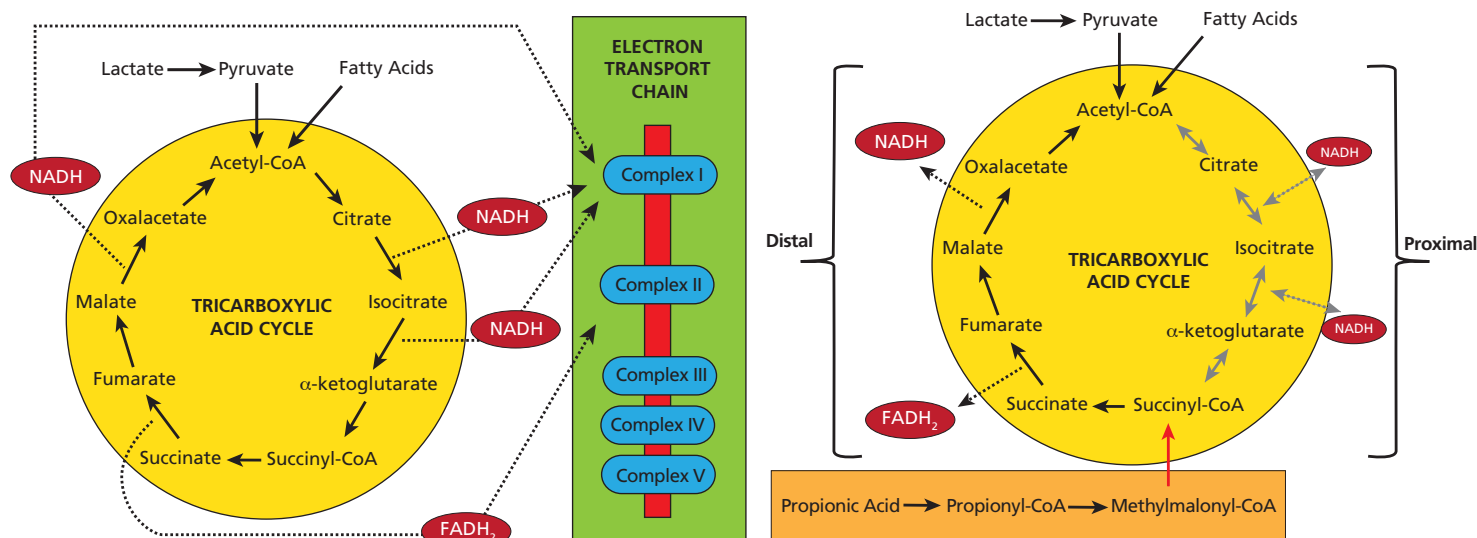 Lactate
Pyruvate
Fatty Acids
Acetyl-CoA
NADH
Oxalacetate
Citrate
NADH
Malate
TRICARBOXYLIC
ACID CYCLE
Isocitrate
NADH
Fumarate
α-ketoglutarate
Succinate
Succinyl-CoA
FADH₂
ELECTRON
TRANSPORT
CHAIN
Complex I
Complex II
Complex III
Complex IV
Complex V
Lactate
Pyruvate
Fatty Acids
Acetyl-CoA
NADH
Oxalacetate
Citrate
NADH
Distal
Malate
TRICARBOXYLIC
ACID CYCLE
Isocitrate
Proximal
Fumarate
α-ketoglutarate
NADH
FADH₂
Succinate
Succinyl-CoA
Propionic Acid
Propionyl-CoA
Methylmalonyl-CoA